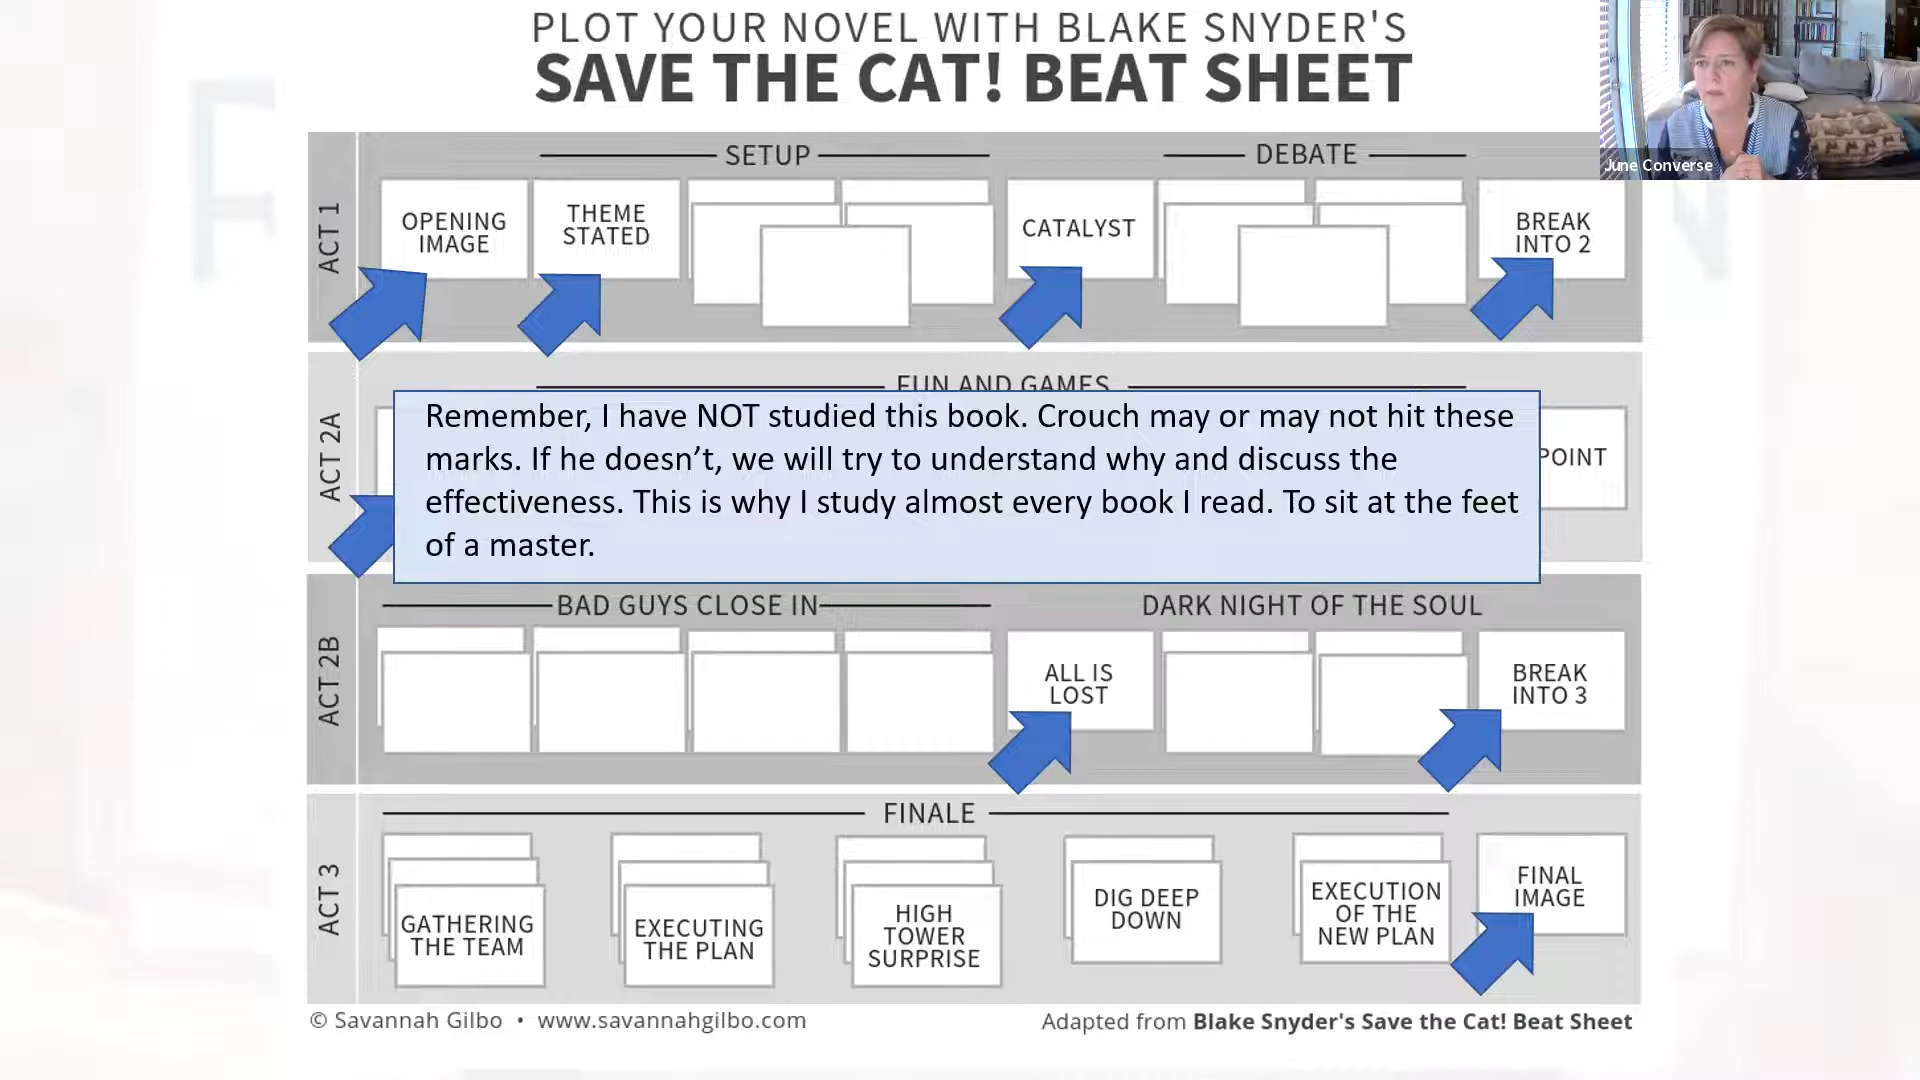 PLOT YOUR NOVEL WITH BLAKE SNYDER'S
SAVE THE CAT! BEAT SHEET
June Converse
ACT 1
SETUP
DEBATE
OPENING
IMAGE
THEME
STATED
CATALYST
BREAK
INTO 2
ACT 2A
FUN AND GAMES
POINT
Remember, I have NOT studied this book. Crouch may or may not hit these
marks. If he doesn’t, we will try to understand why and discuss the
effectiveness. This is why I study almost every book I read. To sit at the feet
of a master.
ACT 2B
BAD GUYS CLOSE IN
DARK NIGHT OF THE SOUL
ALL IS
LOST
BREAK
INTO 3
ACT 3
FINALE
GATHERING
THE TEAM
EXECUTING
THE PLAN
HIGH
TOWER
SURPRISE
DIG DEEP
DOWN
EXECUTION
OF THE
NEW PLAN
FINAL
IMAGE
© Savannah Gilbo • www.savannahgilbo.com
Adapted from Blake Snyder's Save the Cat! Beat Sheet